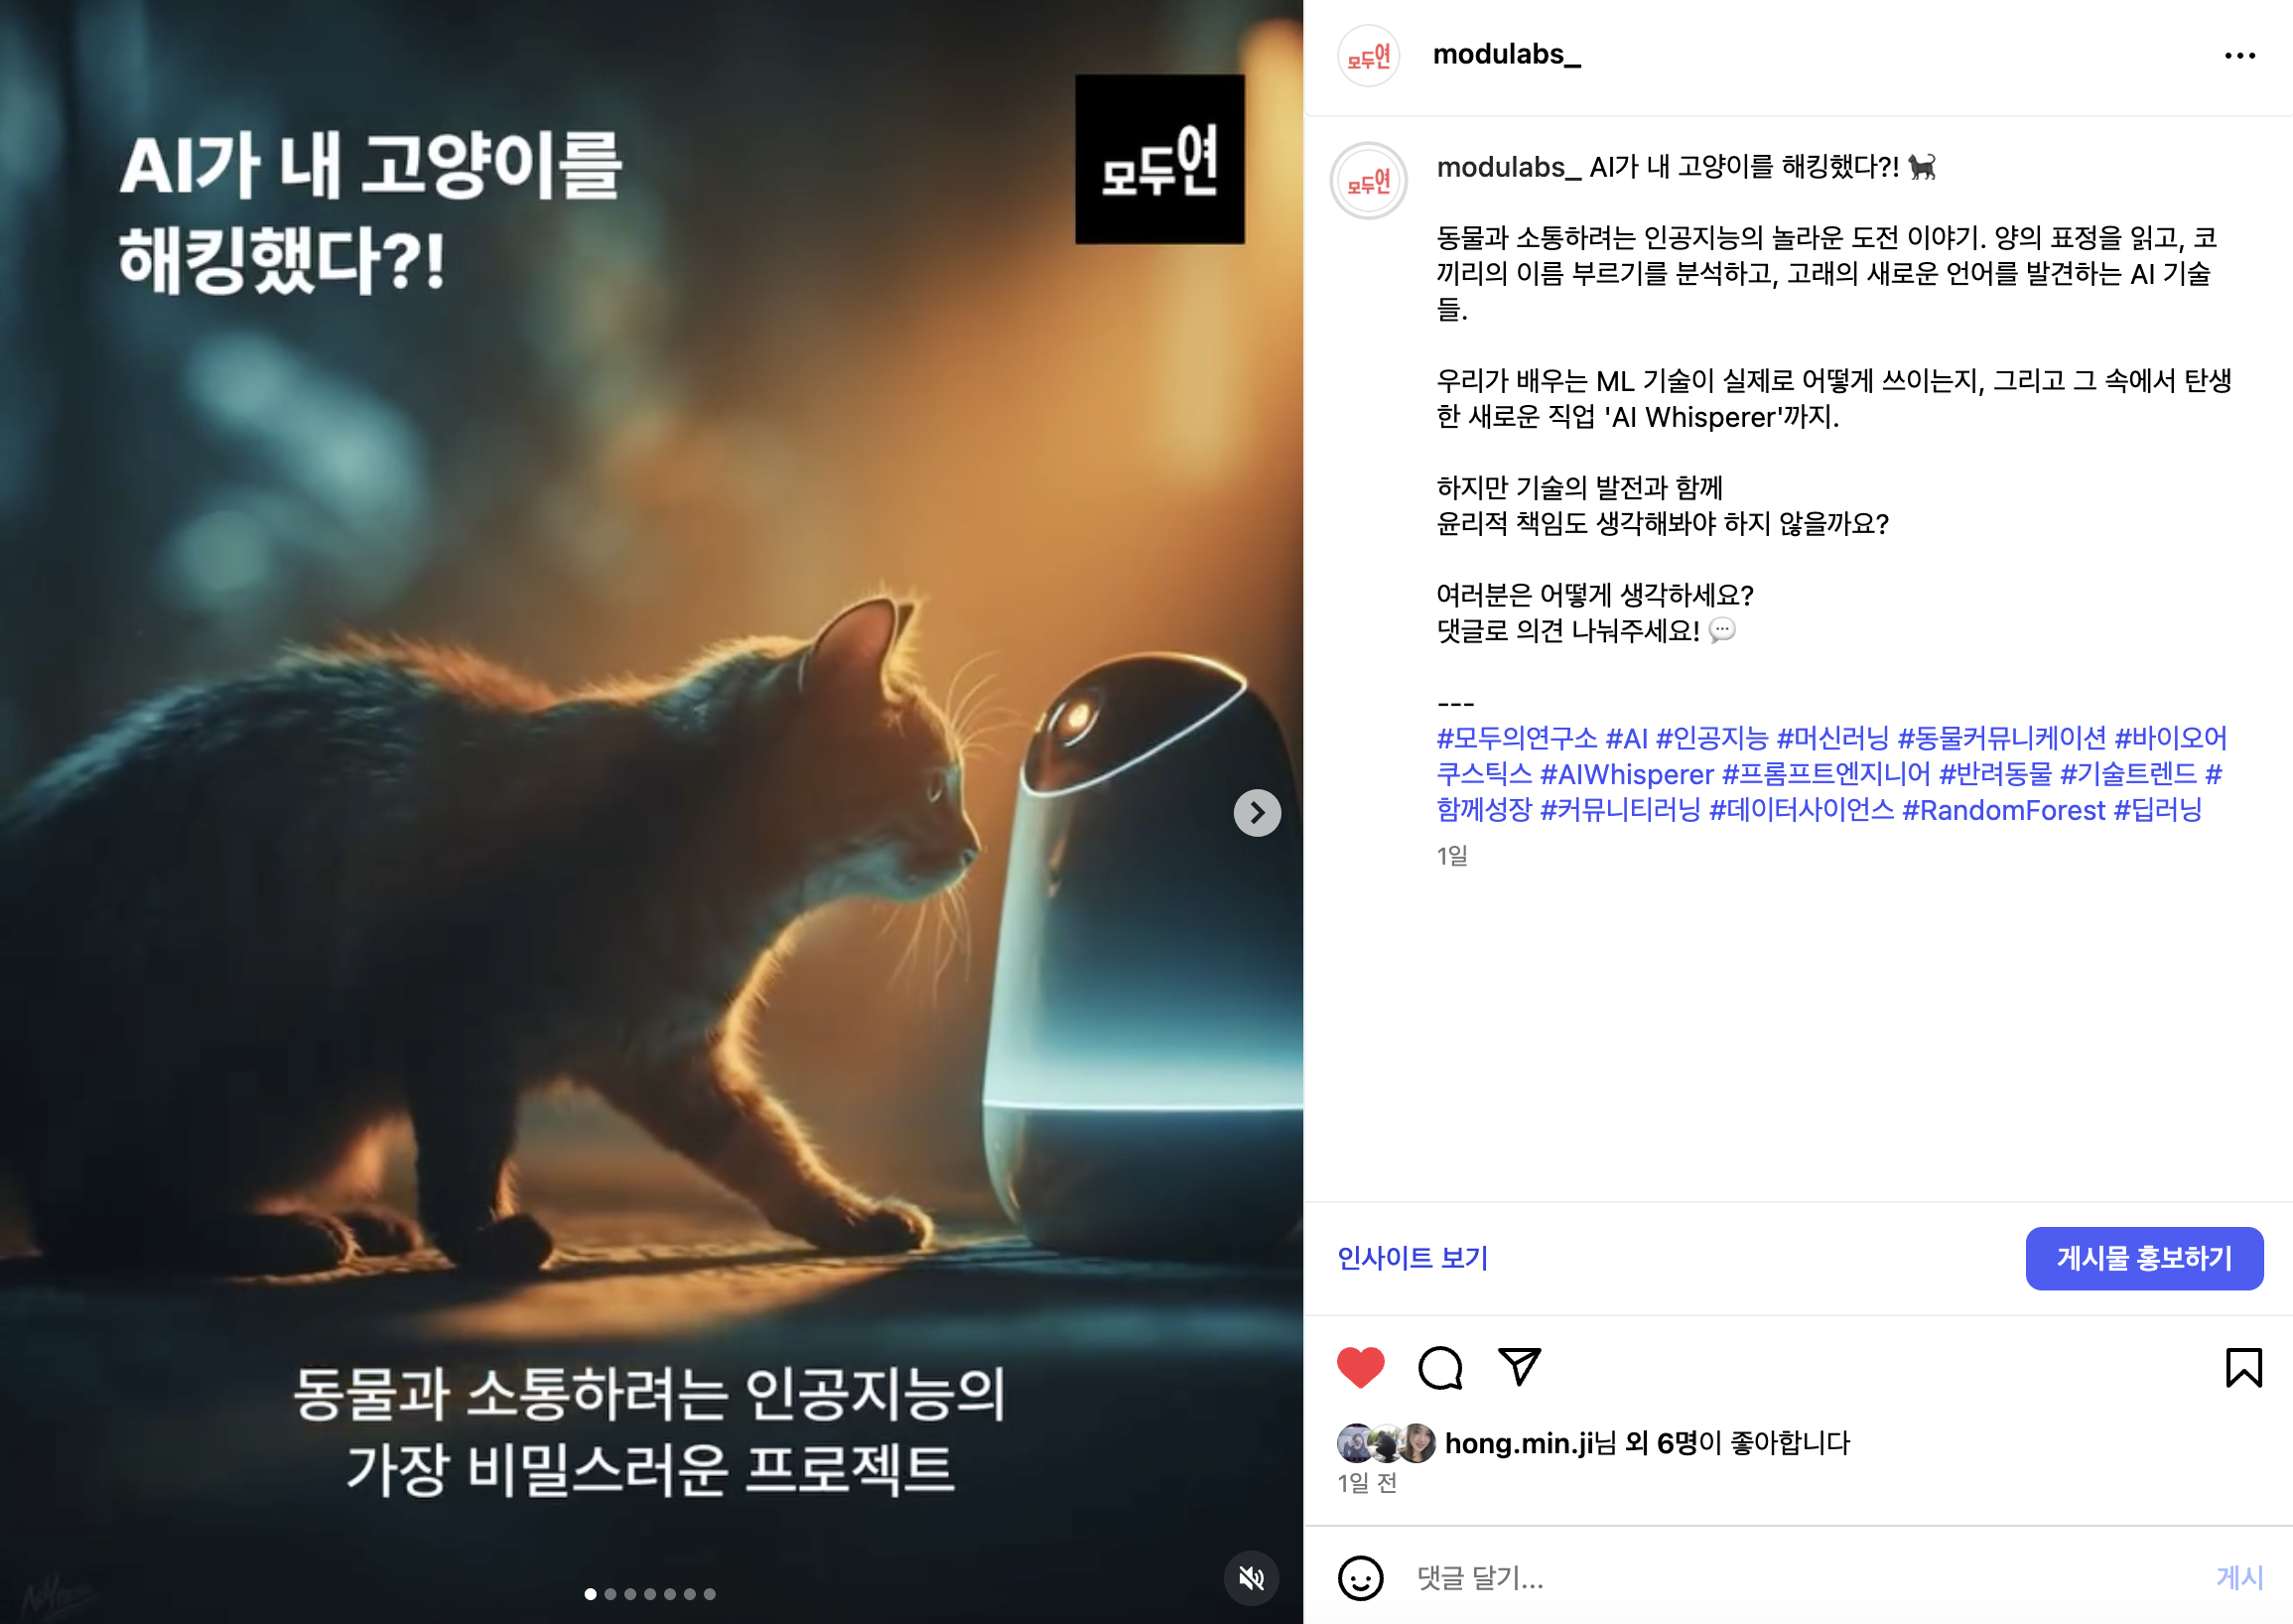 AI가 내 고양이를
해킹했다?!
모두연
동물과 소통하려는 인공지능의
가장 비밀스러운 프로젝트
모두연
modulabs_
모두연
modulabs_ AI가 내 고양이를 해킹했다?! 🐈‍⬛
동물과 소통하려는 인공지능의 놀라운 도전 이야기. 양의 표정을 읽고, 코
끼리의 이름 부르기를 분석하고, 고래의 새로운 언어를 발견하는 AI 기술
들.
우리가 배우는 ML 기술이 실제로 어떻게 쓰이는지, 그리고 그 속에서 탄생
한 새로운 직업 'AI Whisperer'까지.
하지만 기술의 발전과 함께
윤리적 책임도 생각해봐야 하지 않을까요?
여러분은 어떻게 생각하세요?
댓글로 의견 나눠주세요! 💬
---
#모두의연구소 #AI #인공지능 #머신러닝 #동물커뮤니케이션 #바이오어
쿠스틱스 #AIWhisperer #프롬프트엔지니어 #반려동물 #기술트렌드 #
함께성장 #커뮤니티러닝 #데이터사이언스 #RandomForest #딥러닝
1일
인사이트 보기
게시물 홍보하기
hong.min.ji님 외 6명이 좋아합니다
1일 전
댓글 달기...
게시